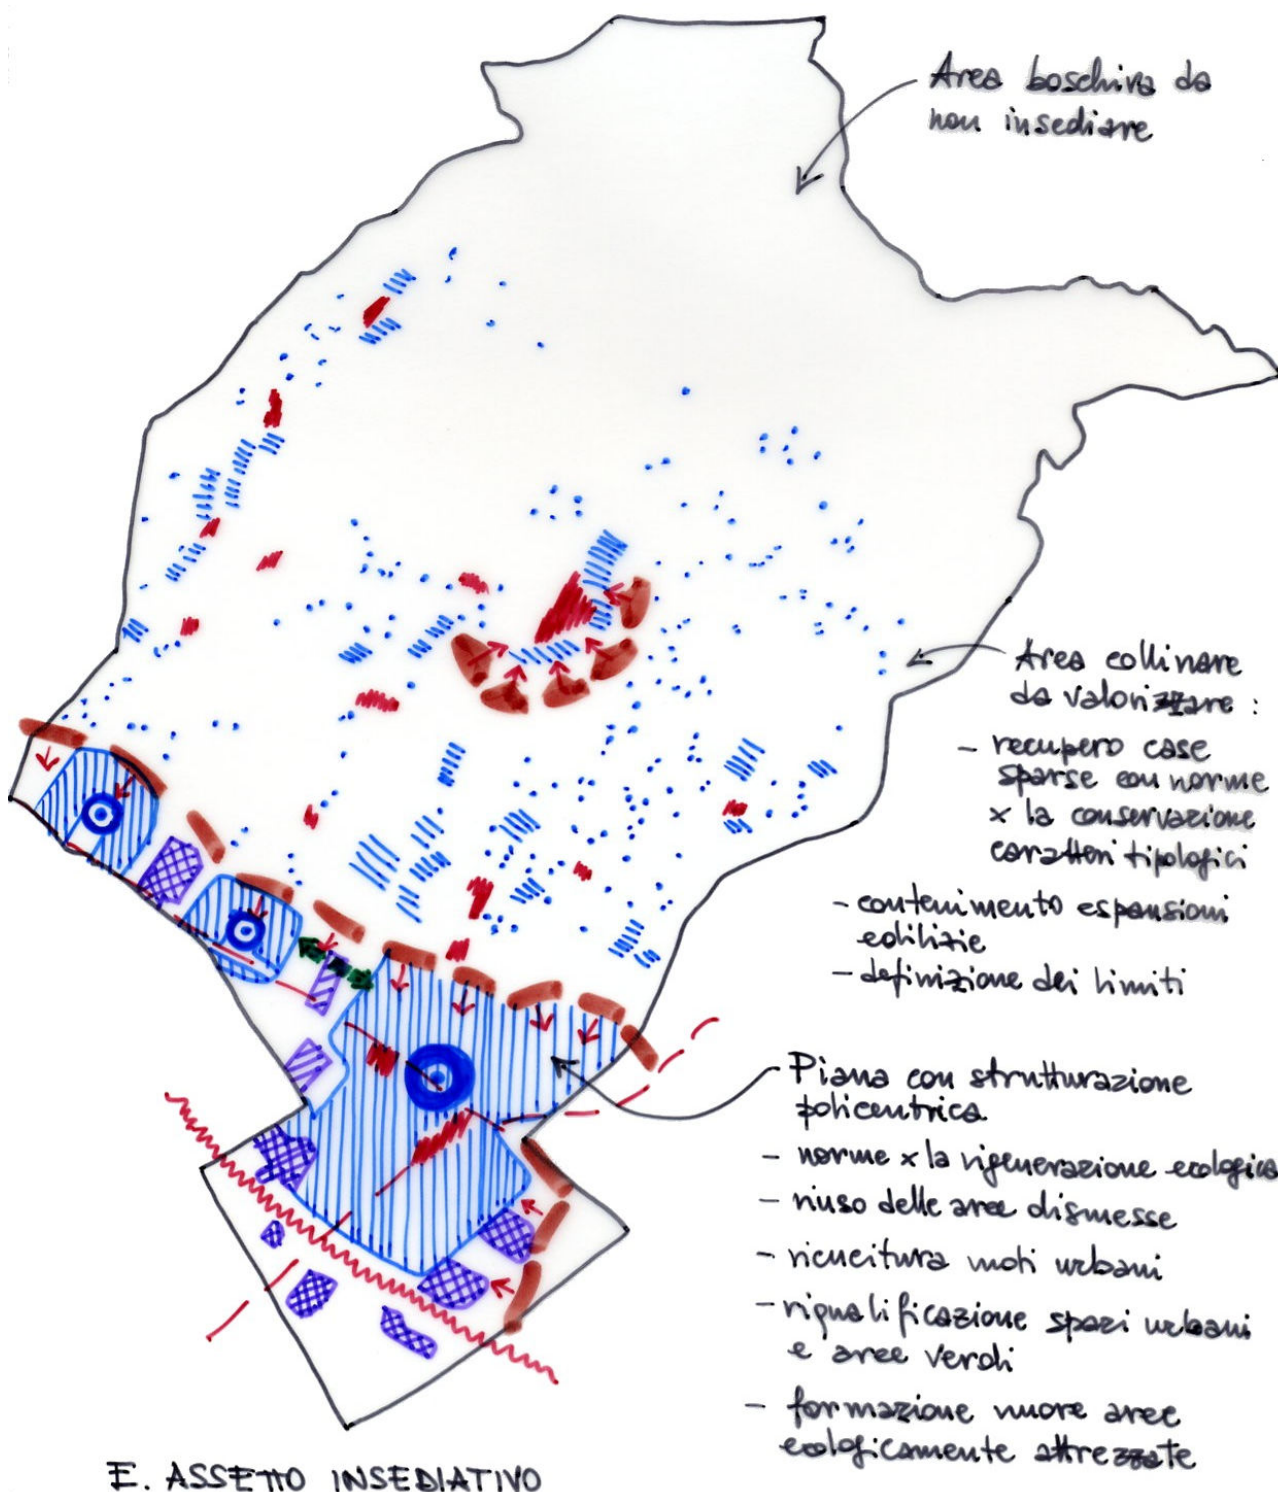 Area boschiva da
non insediare
Area collinare
da valorizzare :
- recupero case
sparse con norme
x la conservazione
caratteri tipologici
- contenimento espansioni
edilizie
- definizione dei limiti
Piana con strutturazione
policentrica
- norme x la rigenerazione ecologica
- riuso delle aree dismesse
- ricucitura vuoti urbani
- riqualificazione spazi urbani
e aree verdi
- formazione nuove aree
ecologicamente attrezzate
E. ASSETTO INSEDIATIVO